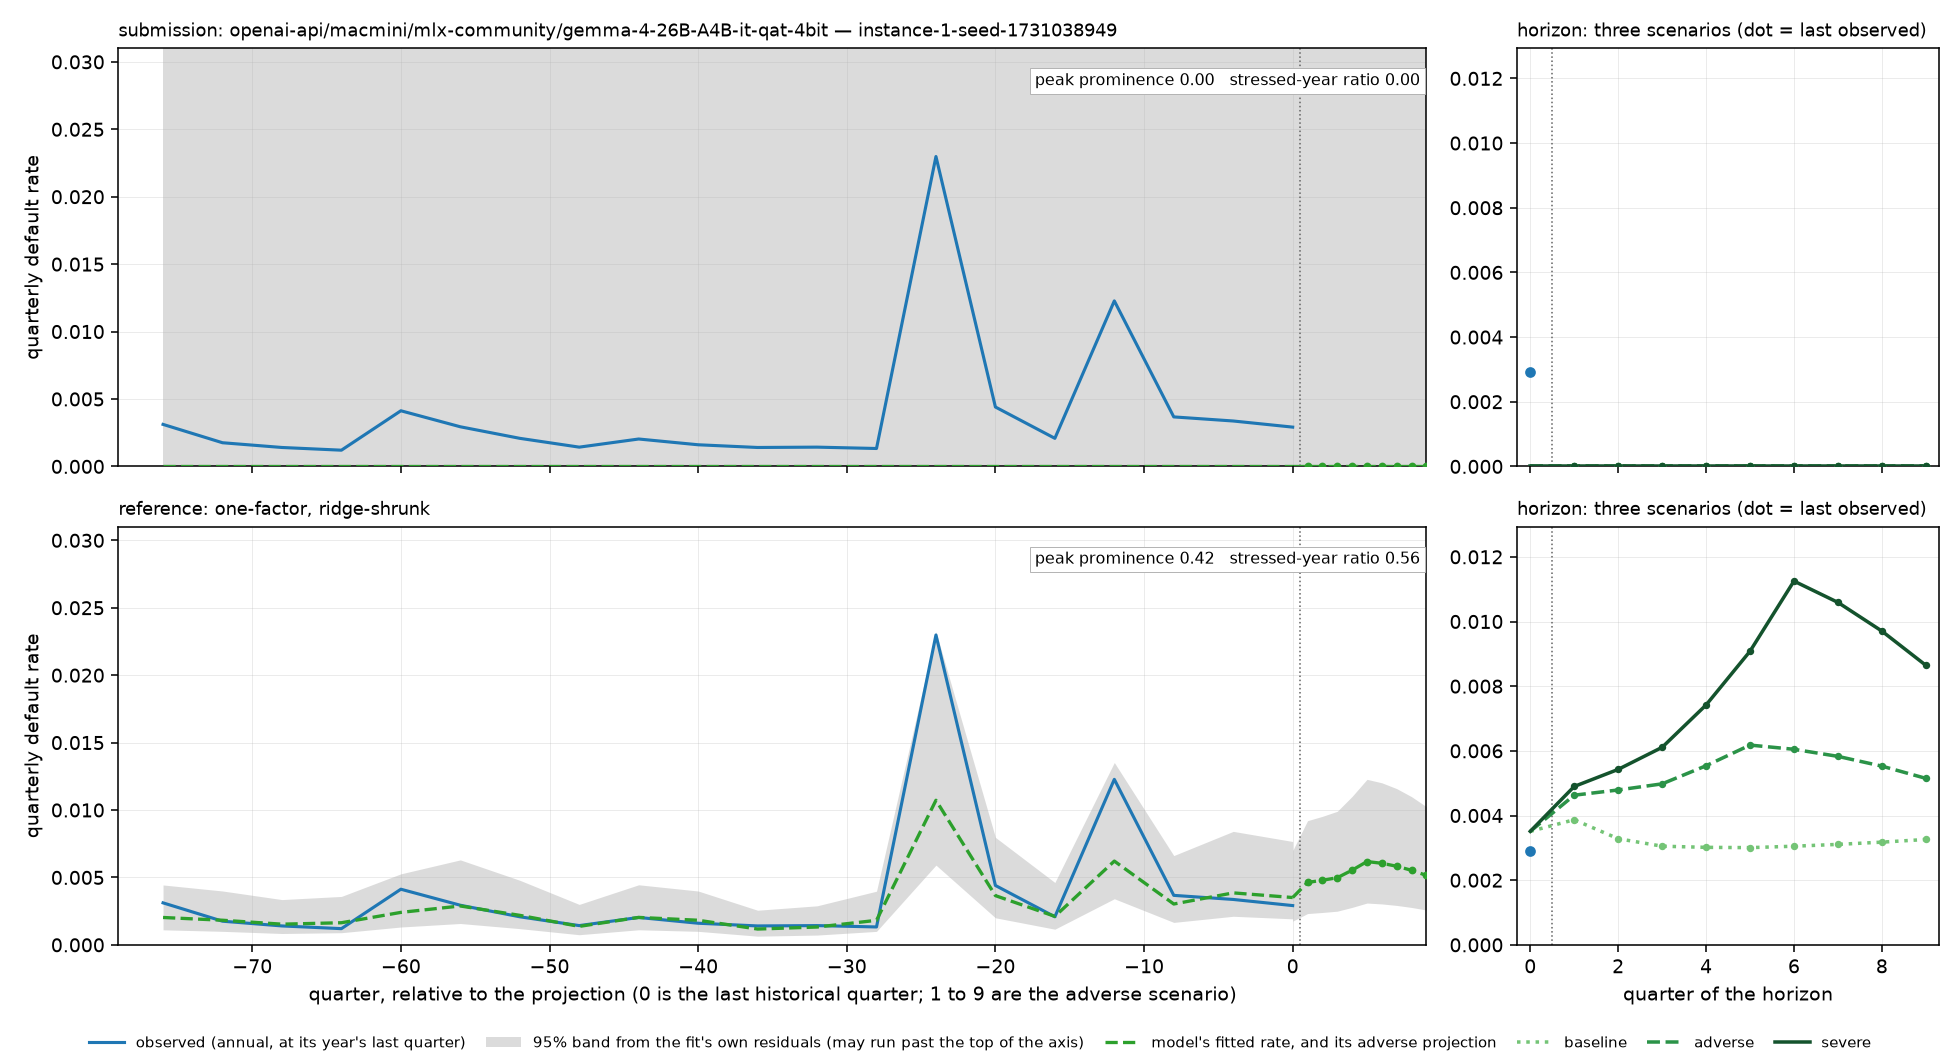 submission: openai-api/macmini/mlx-community/gemma-4-26B-A4B-it-qat-4bit — instance-1-seed-1731038949
horizon: three scenarios (dot = last observed)
peak prominence 0.00 stressed-year ratio 0.00
quarterly default rate
0.030
0.025
0.020
0.015
0.010
0.005
0.000
0.012
0.010
0.008
0.006
0.004
0.002
0.000
reference: one-factor, ridge-shrunk
horizon: three scenarios (dot = last observed)
peak prominence 0.42 stressed-year ratio 0.56
quarterly default rate
0.030
0.025
0.020
0.015
0.010
0.005
0.000
0.012
0.010
0.008
0.006
0.004
0.002
0.000
−70 −60 −50 −40 −30 −20 −10 0
0 2 4 6 8
quarter, relative to the projection (0 is the last historical quarter; 1 to 9 are the adverse scenario)
quarter of the horizon
observed (annual, at its year's last quarter) 95% band from the fit's own residuals (may run past the top of the axis) model's fitted rate, and its adverse projection baseline adverse severe